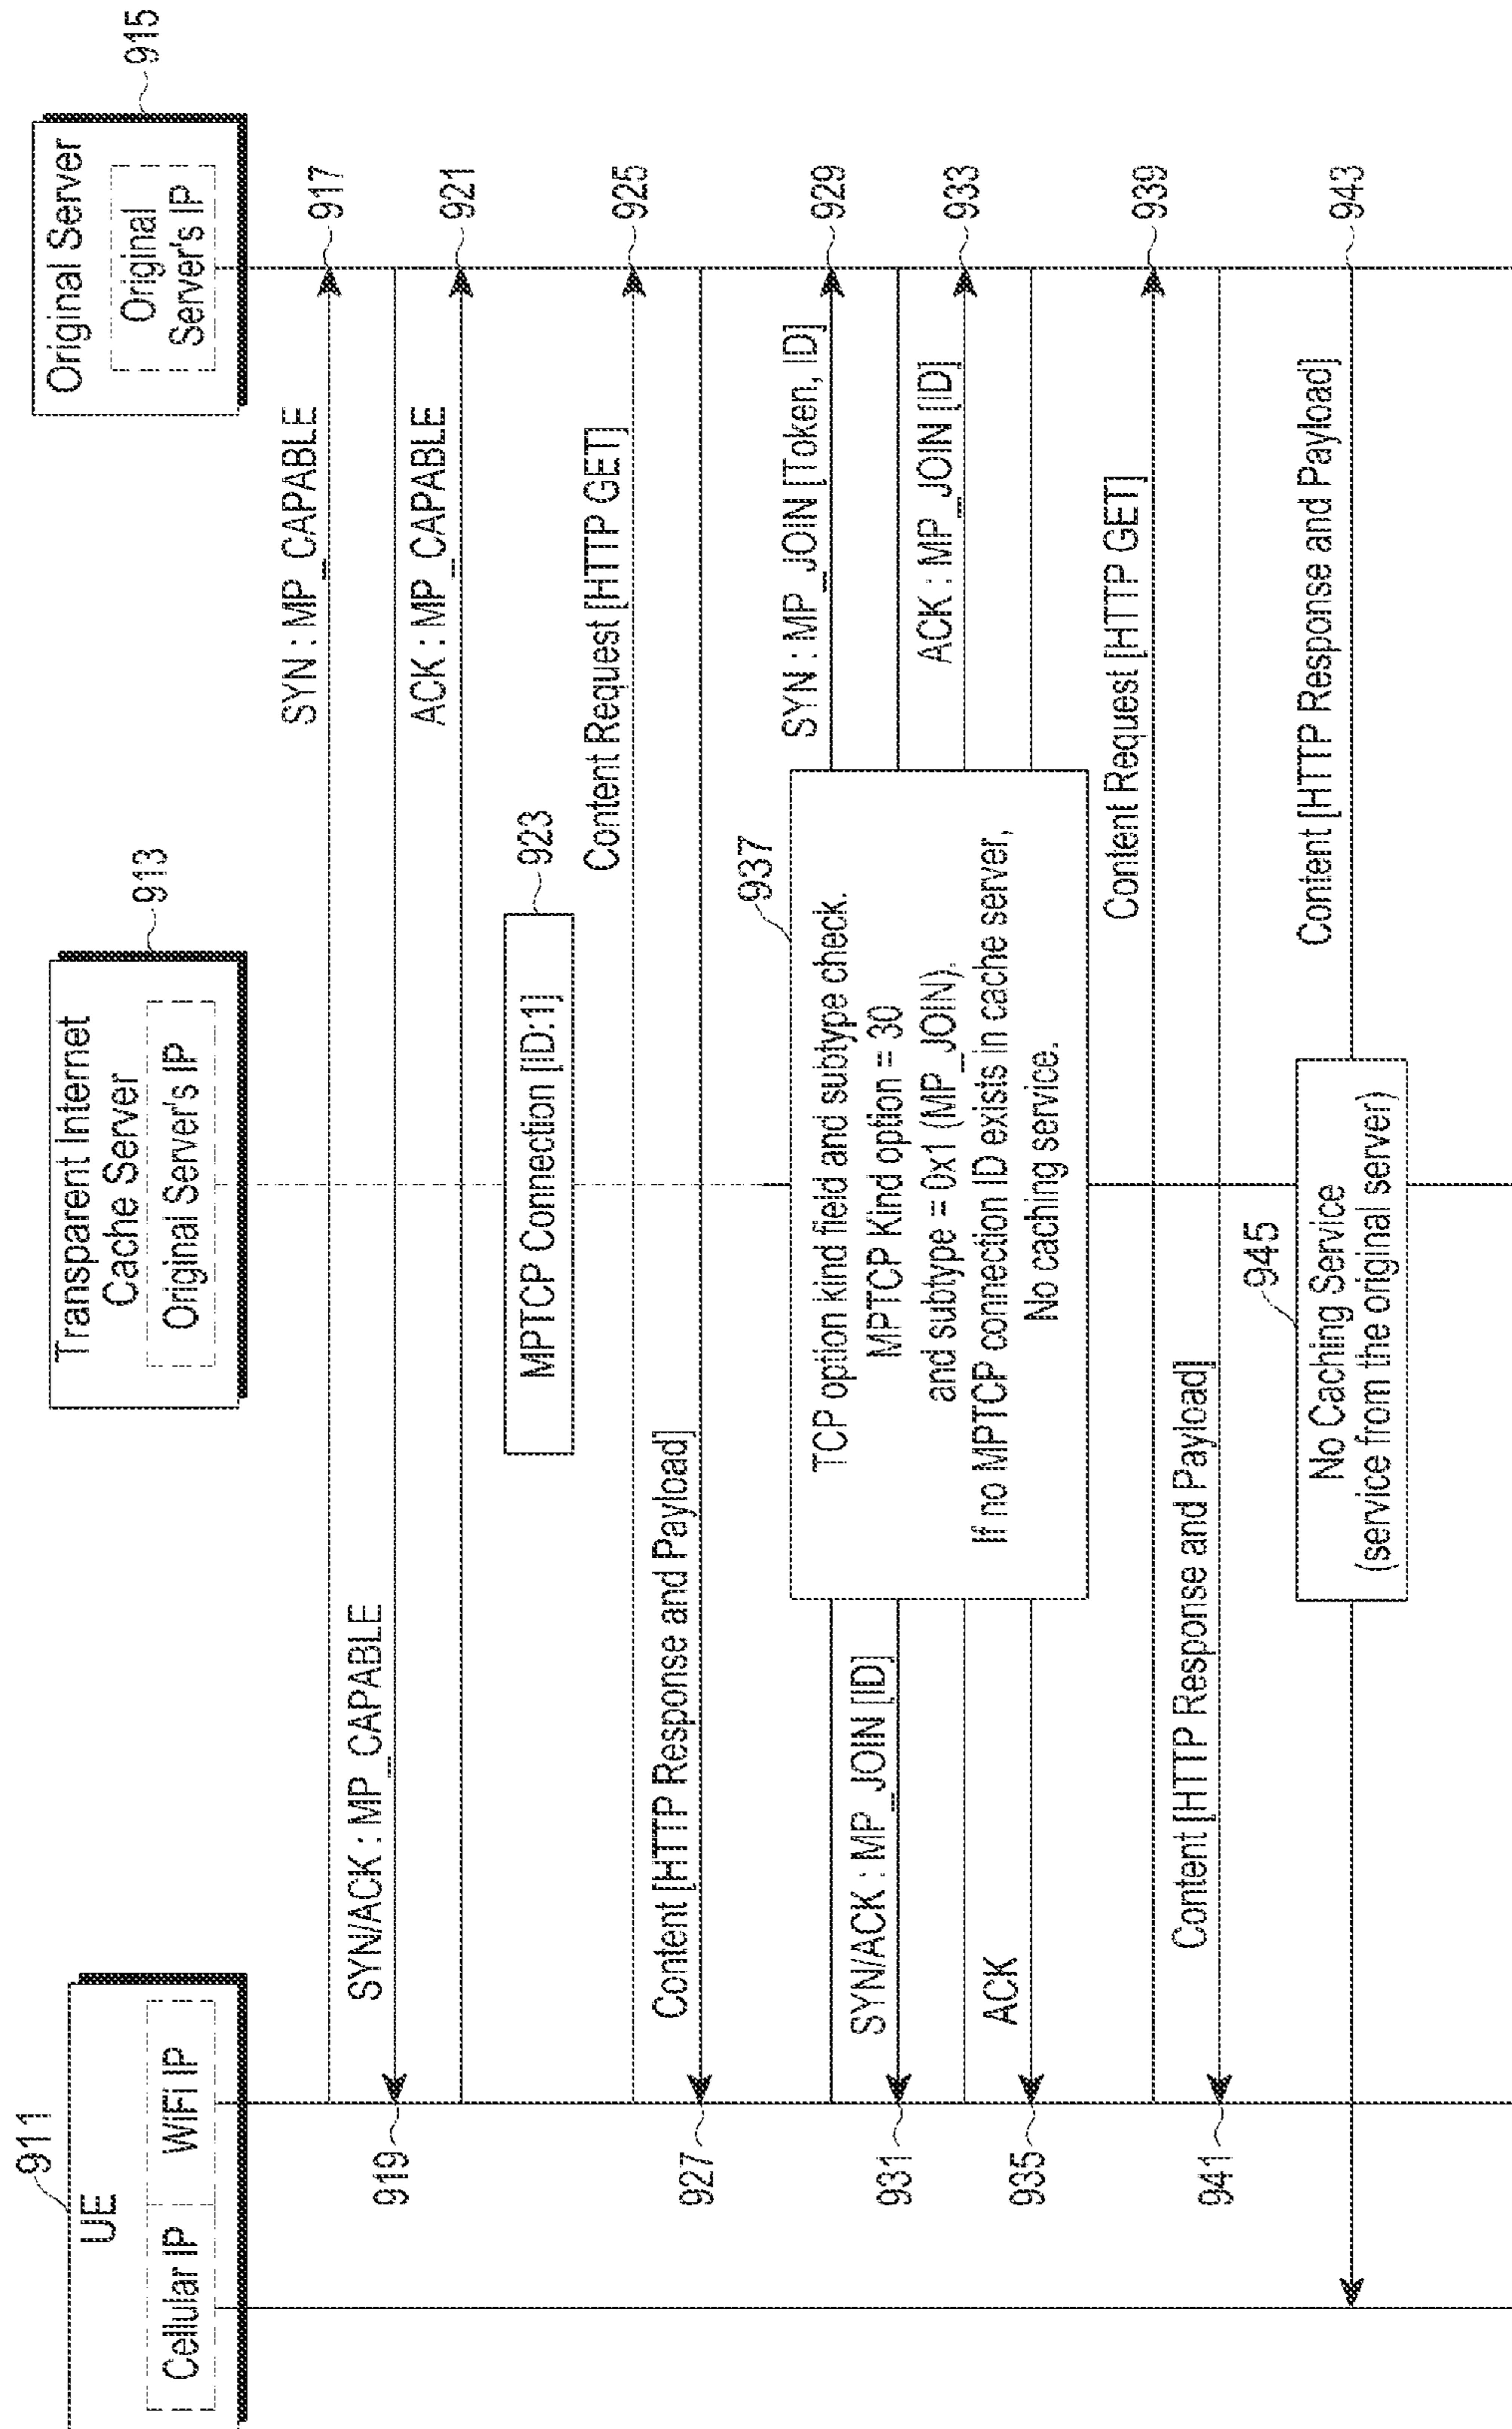 911
UE
Cellular IP
WiFi IP
Transparent Internet
Cache Server
Original Server's IP
913
Original Server
Original
Server's IP
915
SYN : MP_CAPABLE
917
SYN/ACK : MP_CAPABLE
919
ACK : MP_CAPABLE
921
MPTCP Connection [ID:1]
923
Content Request [HTTP GET]
925
Content [HTTP Response and Payload]
927
SYN : MP_JOIN [Token, ID]
929
SYN/ACK : MP_JOIN [ID]
931
ACK : MP_JOIN [ID]
933
ACK
935
937
TCP option kind field and subtype check.
MPTCP Kind option = 30
and subtype = 0x1 (MP_JOIN).
If no MPTCP connection ID exists in cache server,
No caching service.
Content Request [HTTP GET]
939
Content [HTTP Response and Payload]
941
Content [HTTP Response and Payload]
943
945
No Caching Service
(service from the original server)